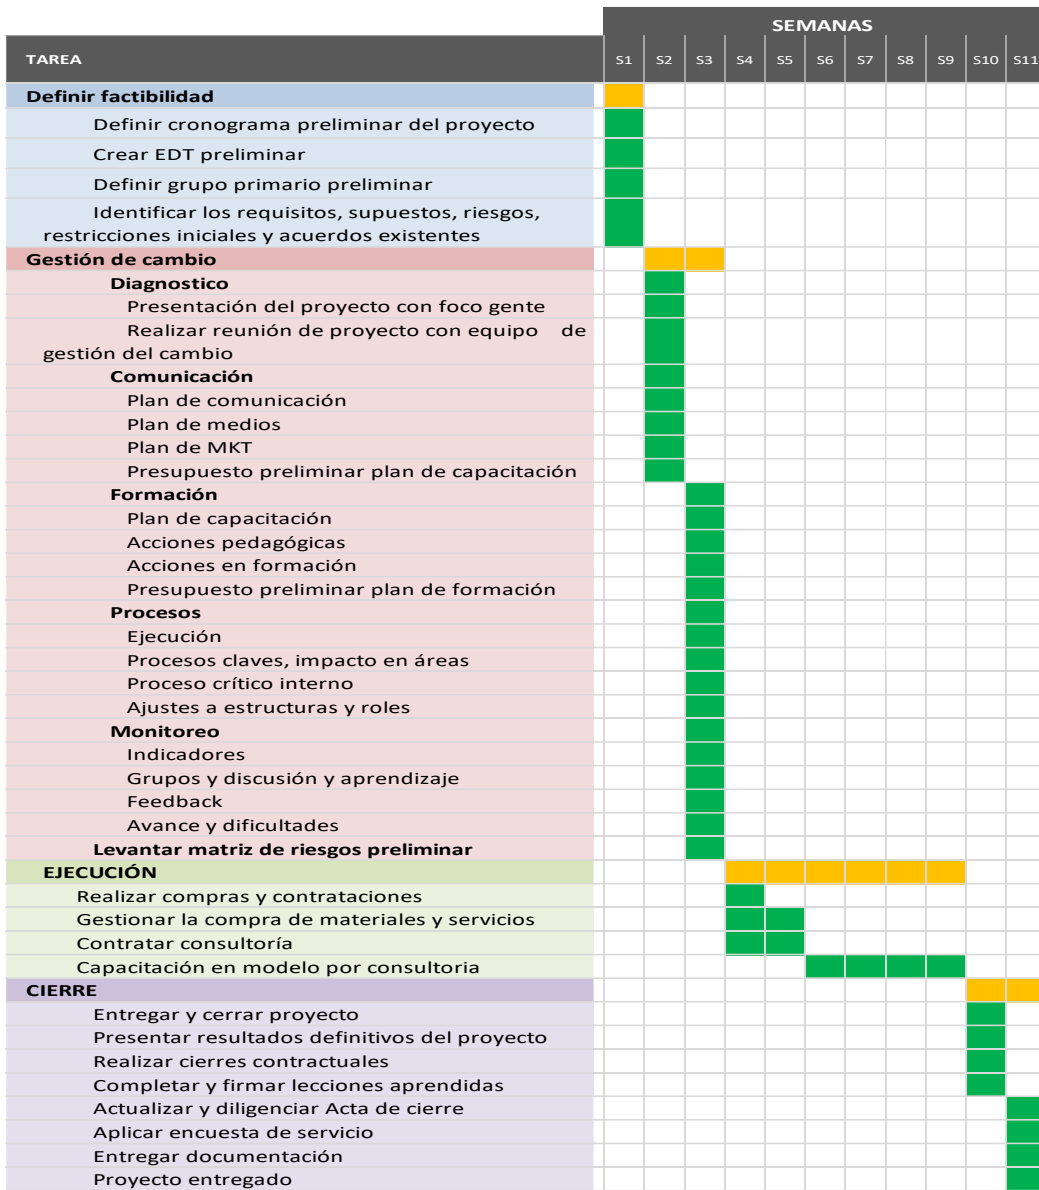 SEMANAS
TAREA S1 S2 S3 S4 S5 S6 S7 S8 S9 S10 S11
Definir factibilidad
Definir cronograma preliminar del proyecto
Crear EDT preliminar
Definir grupo primario preliminar
Identificar los requisitos, supuestos, riesgos,
restricciones iniciales y acuerdos existentes
Gestión de cambio
Diagnostico
Presentación del proyecto con foco gente
Realizar reunión de proyecto con equipo de
gestión del cambio
Comunicación
Plan de comunicación
Plan de medios
Plan de MKT
Presupuesto preliminar plan de capacitación
Formación
Plan de capacitación
Acciones pedagógicas
Acciones en formación
Presupuesto preliminar plan de formación
Procesos
Ejecución
Procesos claves, impacto en áreas
Proceso crítico interno
Ajustes a estructuras y roles
Monitoreo
Indicadores
Grupos y discusión y aprendizaje
Feedback
Avance y dificultades
Levantar matriz de riesgos preliminar
EJECUCIÓN
Realizar compras y contrataciones
Gestionar la compra de materiales y servicios
Contratar consultoría
Capacitación en modelo por consultoria
CIERRE
Entregar y cerrar proyecto
Presentar resultados definitivos del proyecto
Realizar cierres contractuales
Completar y firmar lecciones aprendidas
Actualizar y diligenciar Acta de cierre
Aplicar encuesta de servicio
Entregar documentación
Proyecto entregado